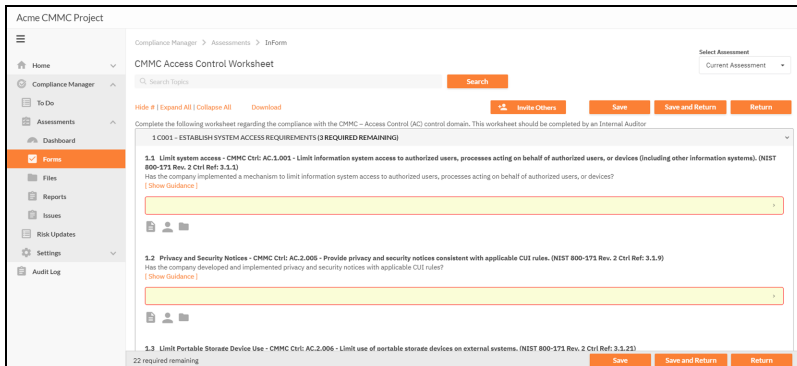 Acme CMMC Project
Compliance Manager > Assessments > InForm
Select Assessment
Home
CMMC Access Control Worksheet
Current Assessment
Compliance Manager
Search Topics
Search
To Do
Hide # | Expand All | Collapse All Download
Invite Others
Save
Save and Return
Return
Assessments
Complete the following worksheet regarding the compliance with the CMMC – Access Control (AC) control domain. This worksheet should be completed by an Internal Auditor
Dashboard
1 C001 – ESTABLISH SYSTEM ACCESS REQUIREMENTS (3 REQUIRED REMAINING)
Forms
1.1 Limit system access - CMMC Ctrl: AC.1.001 - Limit information system access to authorized users, processes acting on behalf of authorized users, or devices (including other information systems). (NIST
800-171 Rev. 2 Ctrl Ref: 3.1.1)
Has the company implemented a mechanism to limit information system access to authorized users, processes acting on behalf of authorized users, or devices?
[ Show Guidance ]
Files
Reports
Issues
Risk Updates
Settings
Audit Log
1.2 Privacy and Security Notices - CMMC Ctrl: AC.2.005 - Provide privacy and security notices consistent with applicable CUI rules. (NIST 800-171 Rev. 2 Ctrl Ref: 3.1.9)
Has the company developed and implemented privacy and security notices with applicable CUI rules?
[ Show Guidance ]
1.3 Limit Portable Storage Device Use - CMMC Ctrl: AC.2.006 - Limit use of portable storage devices on external systems. (NIST 800-171 Rev. 2 Ctrl Ref: 3.1.21)
22 required remaining
Save
Save and Return
Return